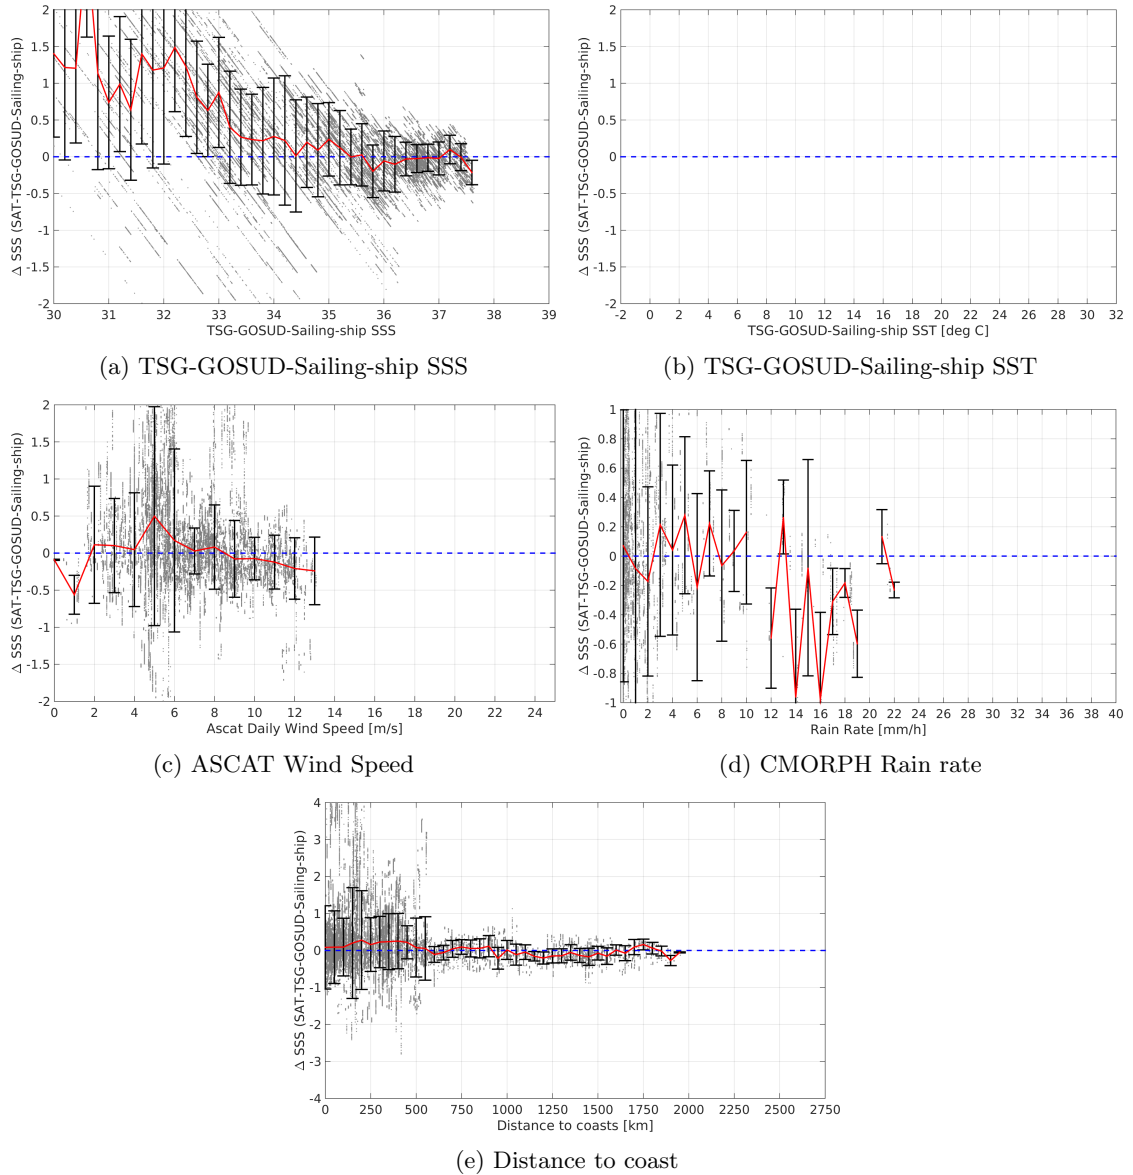 2
1.5
1
0.5
0
-0.5
-1
-1.5
-2
Δ SSS (SAT-TSG-GOSUD-Sailing-ship)
30 31 32 33 34 35 36 37 38 39
TSG-GOSUD-Sailing-ship SSS
(a) TSG-GOSUD-Sailing-ship SSS
2
1.5
1
0.5
0
-0.5
-1
-1.5
-2
Δ SSS (SAT-TSG-GOSUD-Sailing-ship)
-2 0 2 4 6 8 10 12 14 16 18 20 22 24 26 28 30 32
TSG-GOSUD-Sailing-ship SST [deg C]
(b) TSG-GOSUD-Sailing-ship SST
2
1.5
1
0.5
0
-0.5
-1
-1.5
-2
Δ SSS (SAT-TSG-GOSUD-Sailing-ship)
0 2 4 6 8 10 12 14 16 18 20 22 24
Ascat Daily Wind Speed [m/s]
(c) ASCAT Wind Speed
1
0.8
0.6
0.4
0.2
0
-0.2
-0.4
-0.6
-0.8
-1
Δ SSS (SAT-TSG-GOSUD-Sailing-ship)
0 2 4 6 8 10 12 14 16 18 20 22 24 26 28 30 32 34 36 38 40
Rain Rate [mm/h]
(d) CMORPH Rain rate
4
3
2
1
0
-1
-2
-3
-4
Δ SSS (SAT-TSG-GOSUD-Sailing-ship)
0 250 500 750 1000 1250 1500 1750 2000 2250 2500 2750
Distance to coasts [km]
(e) Distance to coast